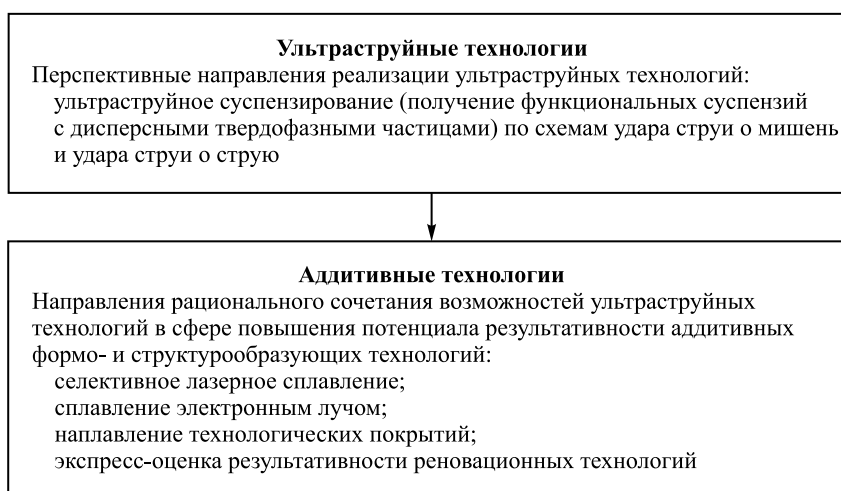 Ультраструйные технологии
Перспективные направления реализации ультраструйных технологий:
ультраструйное суспензирование (получение функциональных суспензий
с дисперсными твердофазными частицами) по схемам удара струи о мишень
и удара струи о струю
Аддитивные технологии
Направления рационального сочетания возможностей ультраструйных
технологий в сфере повышения потенциала результативности аддитивных
формо- и структурообразующих технологий:
селективное лазерное сплавление;
сплавление электронным лучом;
наплавление технологических покрытий;
экспресс-оценка результативности реновационных технологий